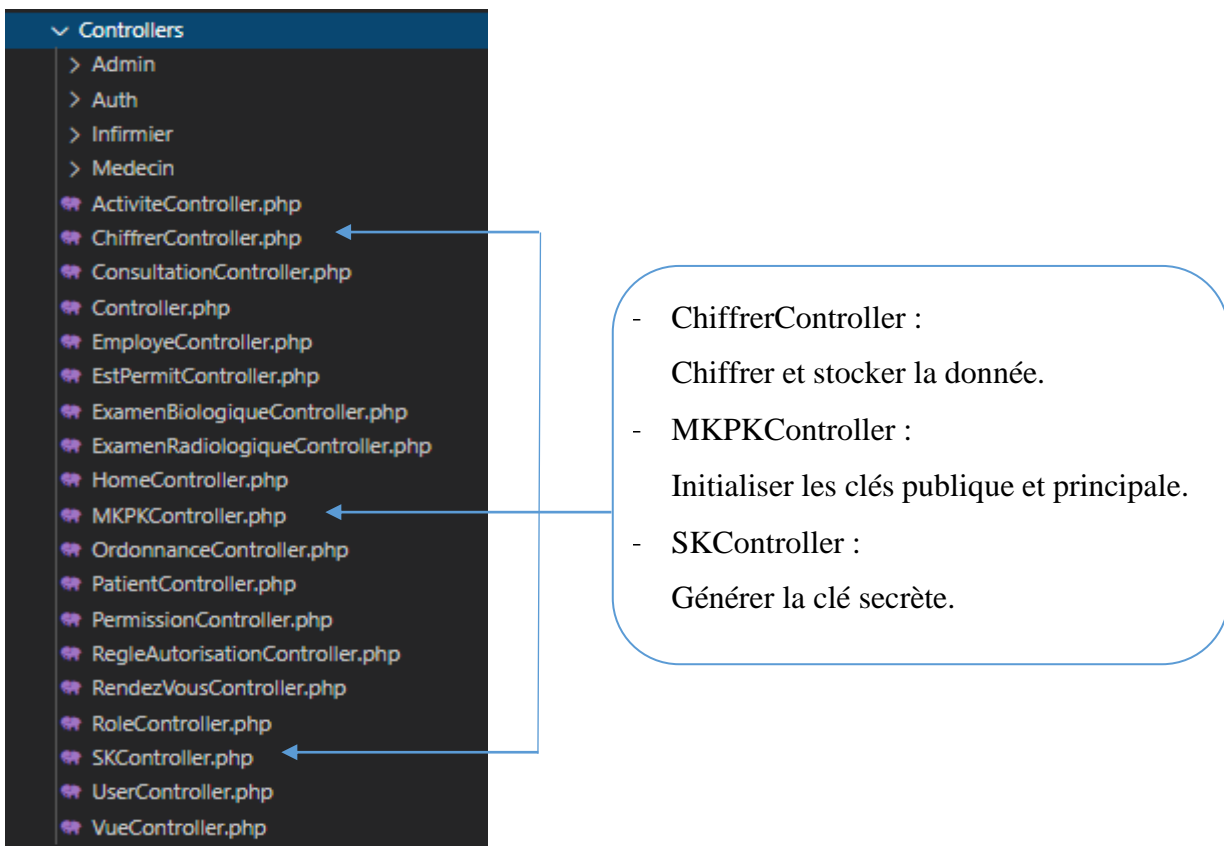 Controllers
Admin
Auth
Infirmier
Medecin
ActiviteController.php
ChiffrerController.php
ConsultationController.php
Controller.php
EmployeController.php
EstPermitController.php
ExamenBiologiqueController.php
ExamenRadiologiqueController.php
HomeController.php
MKPKController.php
OrdonnanceController.php
PatientController.php
PermissionController.php
RegleAutorisationController.php
RendezVousController.php
RoleController.php
SKController.php
UserController.php
VueController.php
- ChiffrerController :
Chiffrer et stocker la donnée.
- MKPKController :
Initialiser les clés publique et principale.
- SKController :
Générer la clé secrète.